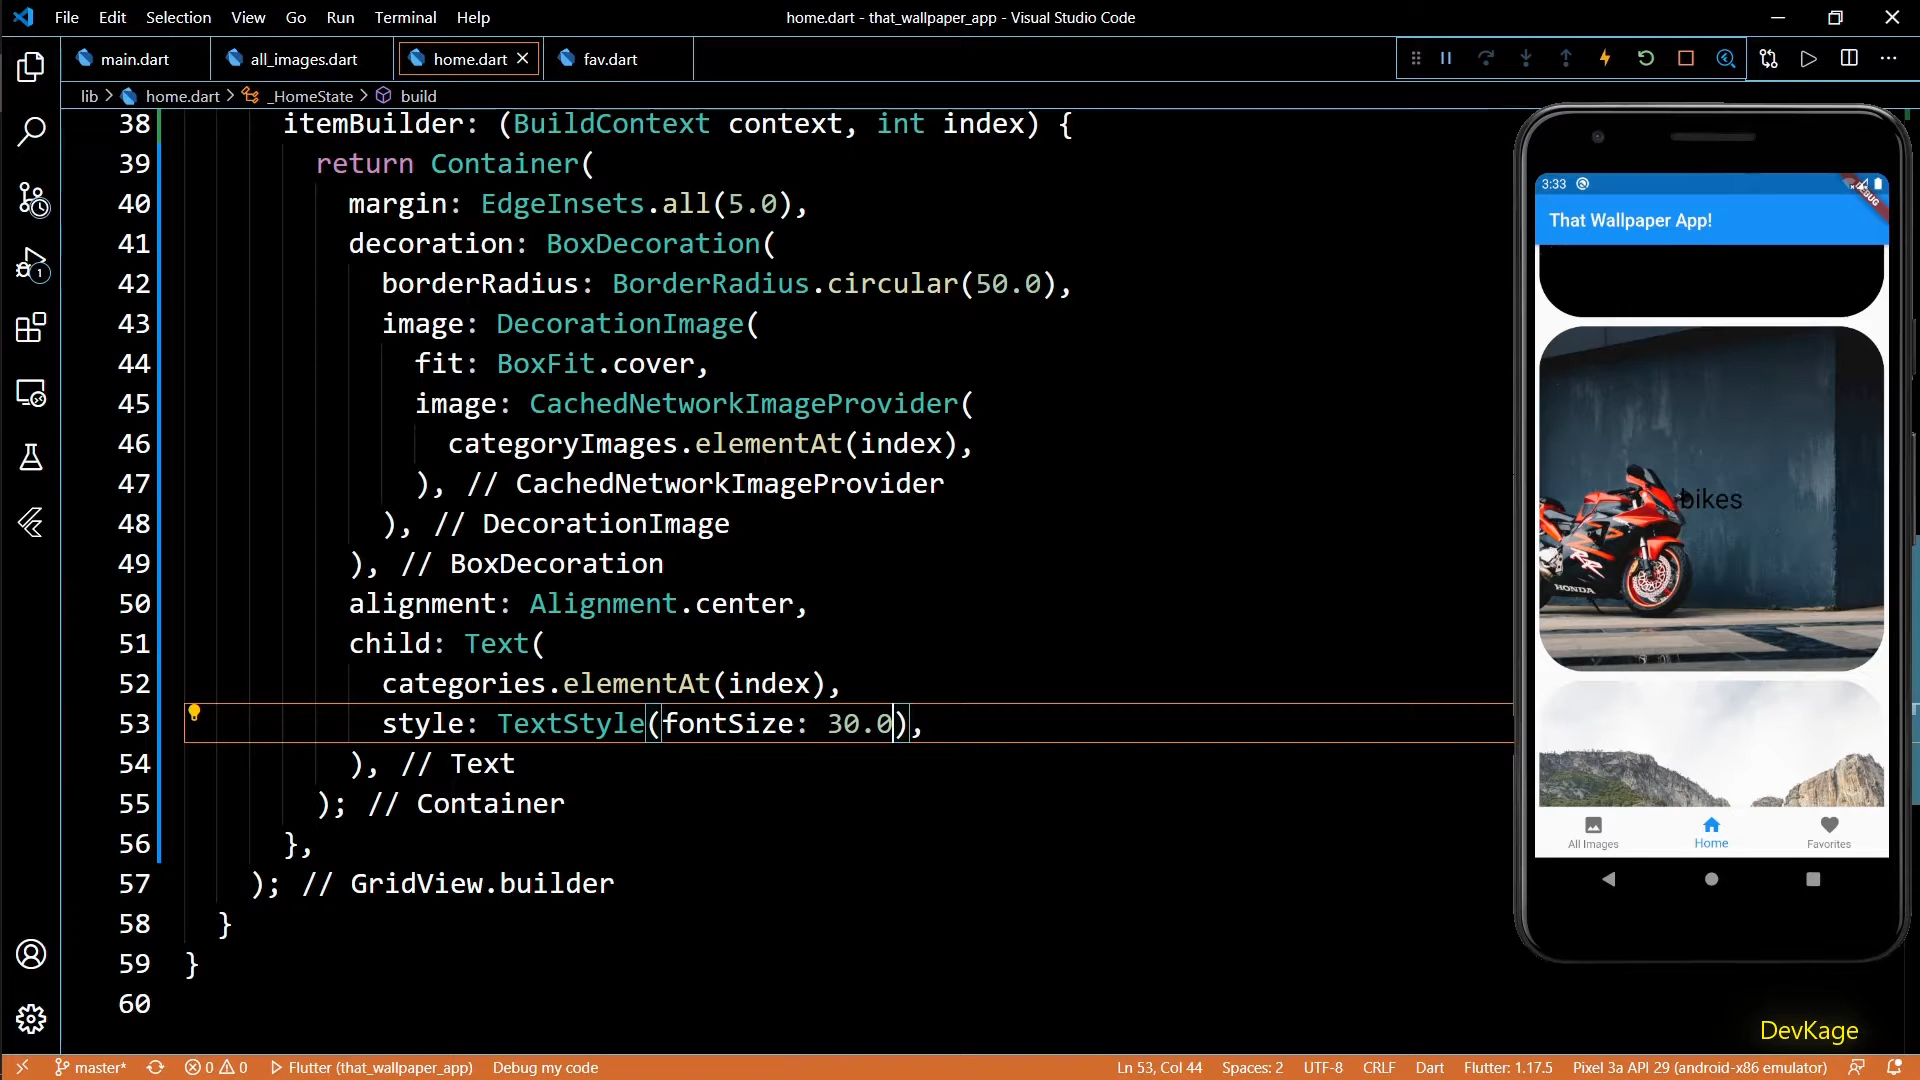 File Edit Selection View Go Run Terminal Help
home.dart - that_wallpaper_app - Visual Studio Code
main.dart
all_images.dart
home.dart
fav.dart
lib > home.dart > _HomeState > build
38 itemBuilder: (BuildContext context, int index) {
39 return Container(
40 margin: EdgeInsets.all(5.0),
41 decoration: BoxDecoration(
42 borderRadius: BorderRadius.circular(50.0),
43 image: DecorationImage(
44 fit: BoxFit.cover,
45 image: CachedNetworkImageProvider(
46 categoryImages.elementAt(index),
47 ), // CachedNetworkImageProvider
48 ), // DecorationImage
49 ), // BoxDecoration
50 alignment: Alignment.center,
51 child: Text(
52 categories.elementAt(index),
53 style: TextStyle(fontSize: 30.0),
54 ), // Text
55 ); // Container
56 },
57 ); // GridView.builder
58 }
59 }
60
1
3:33
DEBUG
That Wallpaper App!
bikes
HONDA
RR
All Images
Home
Favorites
DevKage
master*
0
0
Flutter (that_wallpaper_app)
Debug my code
Ln 53, Col 44
Spaces: 2
UTF-8
CRLF
Dart
Flutter: 1.17.5
Pixel 3a API 29 (android-x86 emulator)